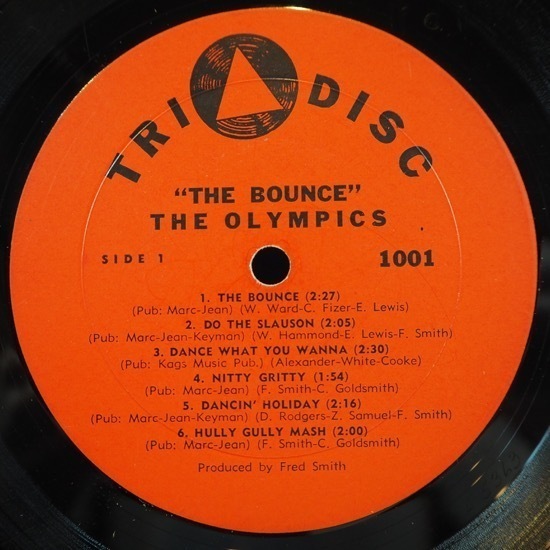 TRI DISC
"THE BOUNCE"
THE OLYMPICS
SIDE 1
1001
1. THE BOUNCE (2:27)
(Pub: Marc-Jean) (W. Ward-C. Fizer-E. Lewis)
2. DO THE SLAUSON (2:05)
(Pub: Marc-Jean-Keyman) (W. Hammond-E. Lewis-F. Smith)
3. DANCE WHAT YOU WANNA (2:30)
(Pub: Kags Music Pub.) (Alexander-White-Cooke)
4. NITTY GRITTY (1:54)
(Pub: Marc-Jean) (F. Smith-C. Goldsmith)
5. DANCIN' HOLIDAY (2:16)
(Pub: Marc-Jean-Keyman) (D. Rodgers-Z. Samuel-F. Smith)
6. HULLY GULLY MASH (2:00)
(Pub: Marc-Jean) (F. Smith-C. Goldsmith)
Produced by Fred Smith